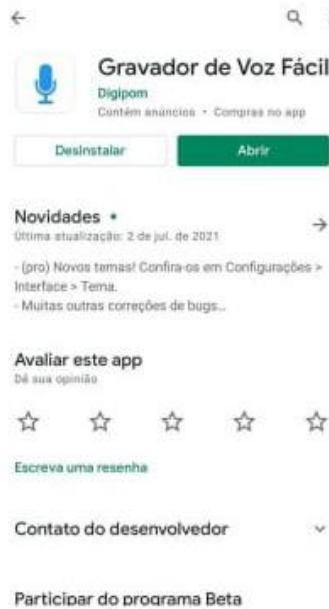 Gravador de Voz Fácil
Digipom
Contém anúncios • Compras no app
Desinstalar
Abrir
Novidades •
Última atualização: 2 de jul. de 2021
- (pro) Novos temas! Confira-os em Configurações >
Interface > Tema.
- Muitas outras correções de bugs...
Avaliar este app
Dê sua opinião
Escreva uma resenha
Contato do desenvolvedor
Participar do programa Beta